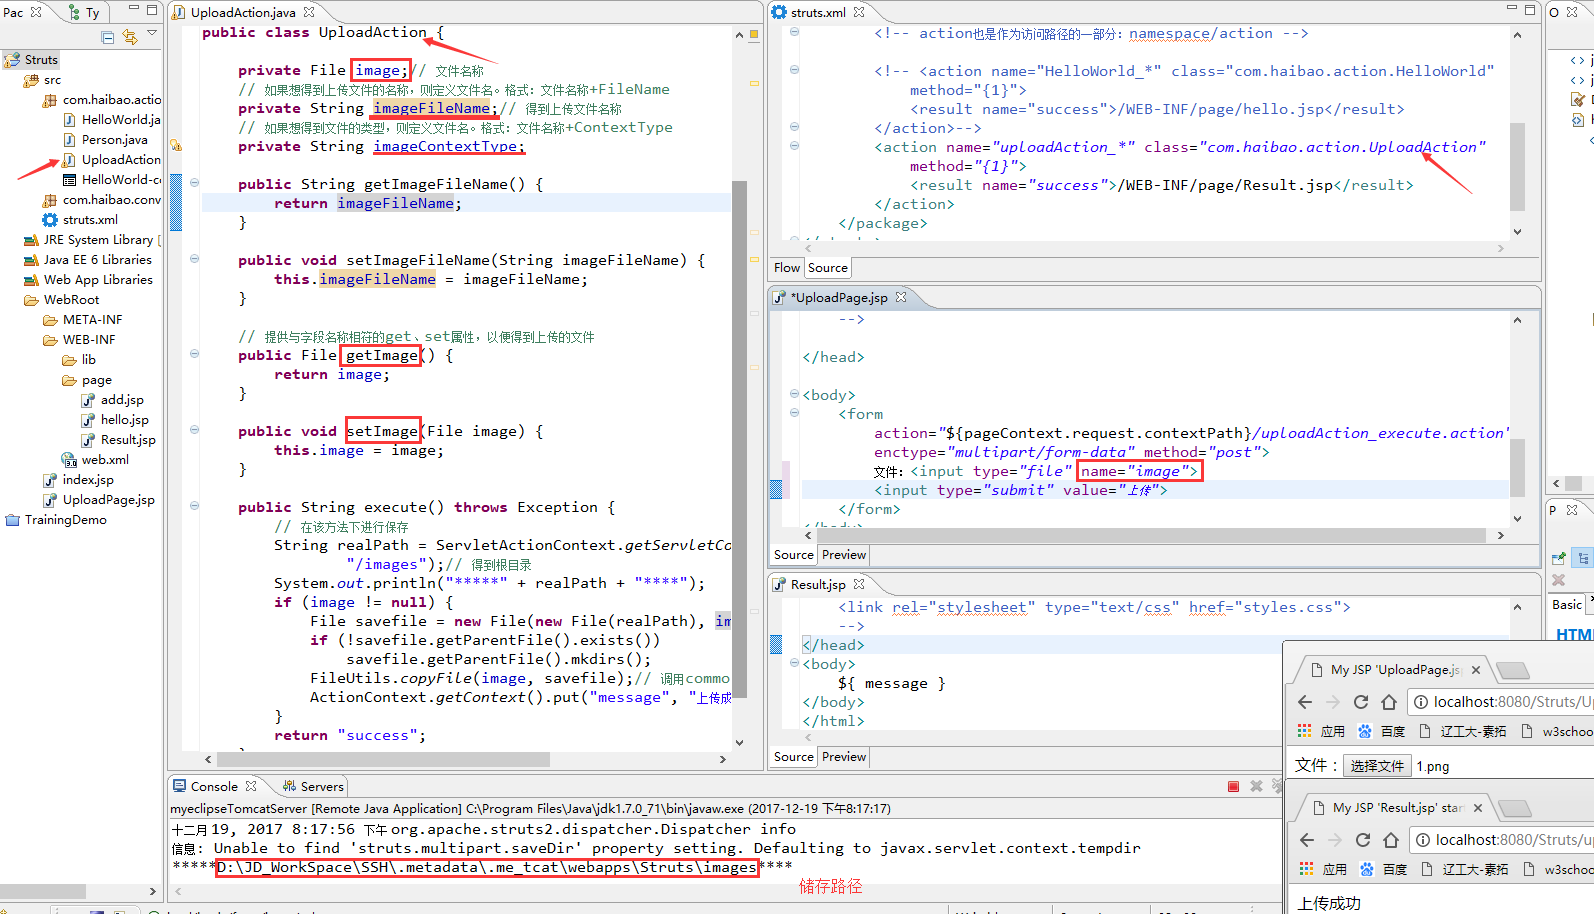 Pac
Ty
Struts
src
com.haibao.actio
HelloWorld.ja
Person.java
UploadAction
HelloWorld-c
com.haibao.conv
struts.xml
JRE System Library [
Java EE 6 Libraries
Web App Libraries
WebRoot
META-INF
WEB-INF
lib
page
add.jsp
hello.jsp
Result.jsp
web.xml
index.jsp
UploadPage.jsp
TrainingDemo
UploadAction.java
public class UploadAction {
private File image;// 文件名称
// 如果想得到上传文件的名称，则定义文件名。格式：文件名称+FileName
private String imageFileName;// 得到上传文件名称
// 如果想得到文件的类型，则定义文件名。格式：文件名称+ContextType
private String imageContextType;
public String getImageFileName() {
return imageFileName;
}
public void setImageFileName(String imageFileName) {
this.imageFileName = imageFileName;
}
// 提供与字段名称相符的get、set属性，以便得到上传的文件
public File getImage() {
return image;
}
public void setImage(File image) {
this.image = image;
}
public String execute() throws Exception {
// 在该方法下进行保存
String realPath = ServletActionContext.getServletCo
"/images");// 得到根目录
System.out.println("*****" + realPath + "****");
if (image != null) {
File savefile = new File(new File(realPath), im
if (!savefile.getParentFile().exists())
savefile.getParentFile().mkdirs();
FileUtils.copyFile(image, savefile);// 调用commo
ActionContext.getContext().put("message", "上传成
}
return "success";
struts.xml
<!-- action也是作为访问路径的一部分：namespace/action -->
<!-- <action name="HelloWorld_*" class="com.haibao.action.HelloWorld"
method="{1}">
<result name="success">/WEB-INF/page/hello.jsp</result>
</action>-->
<action name="uploadAction_*" class="com.haibao.action.UploadAction"
method="{1}">
<result name="success">/WEB-INF/page/Result.jsp</result>
</action>
</package>
Flow Source
*UploadPage.jsp
-->
</head>
<body>
<form
action="${pageContext.request.contextPath}/uploadAction_execute.action"
enctype="multipart/form-data" method="post">
文件：<input type="file" name="image">
<input type="submit" value="上传">
</form>
</body>
Source Preview
Result.jsp
<link rel="stylesheet" type="text/css" href="styles.css">
-->
</head>
<body>
${ message }
</body>
</html>
Source Preview
O
P
Basic
HTM
Console
Servers
myeclipseTomcatServer [Remote Java Application] C:\Program Files\Java\jdk1.7.0_71\bin\javaw.exe (2017-12-19 下午8:17:17)
十二月 19, 2017 8:17:56 下午 org.apache.struts2.dispatcher.Dispatcher info
信息: Unable to find 'struts.multipart.saveDir' property setting. Defaulting to javax.servlet.context.tempdir
*****D:\JD_WorkSpace\SSH\.metadata\.me_tcat\webapps\Struts\images****
储存路径
My JSP 'UploadPage.js
localhost:8080/Struts/U
应用 百度 辽工大-素拓 w3schoo
文件：选择文件 1.png
My JSP 'Result.jsp' sta
localhost:8080/Struts/u
应用 百度 辽工大-素拓 w3schoo
上传成功